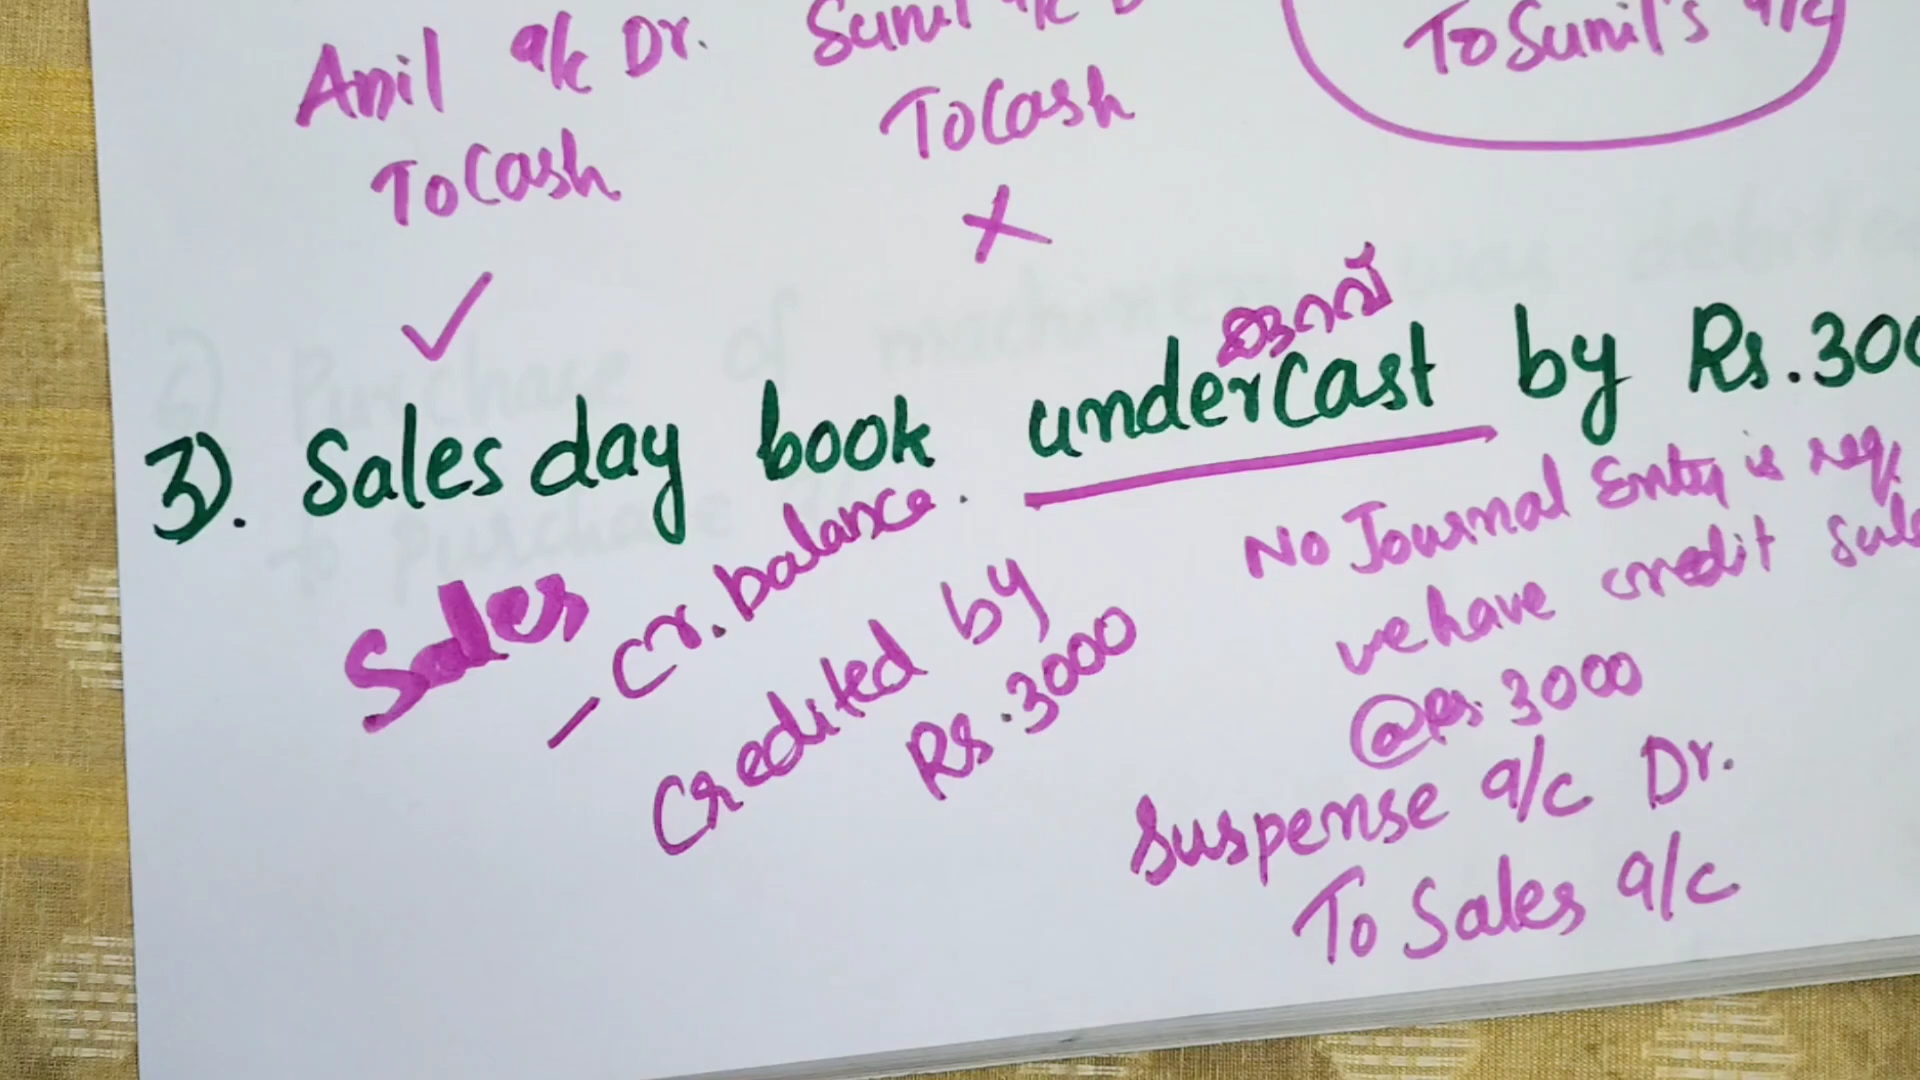 Anil a/c Dr.
To Cash
✓
Sunil a/c D
To Cash
✗
To Sunil's a/c
കുറവ്
3). Sales day book undercast by Rs.300
Sales
- Cr. balance.
Credited by
Rs.3000
No Journal Entry is req
we have credit Sale
@Rs. 3000
Suspense a/c Dr.
To Sales a/c